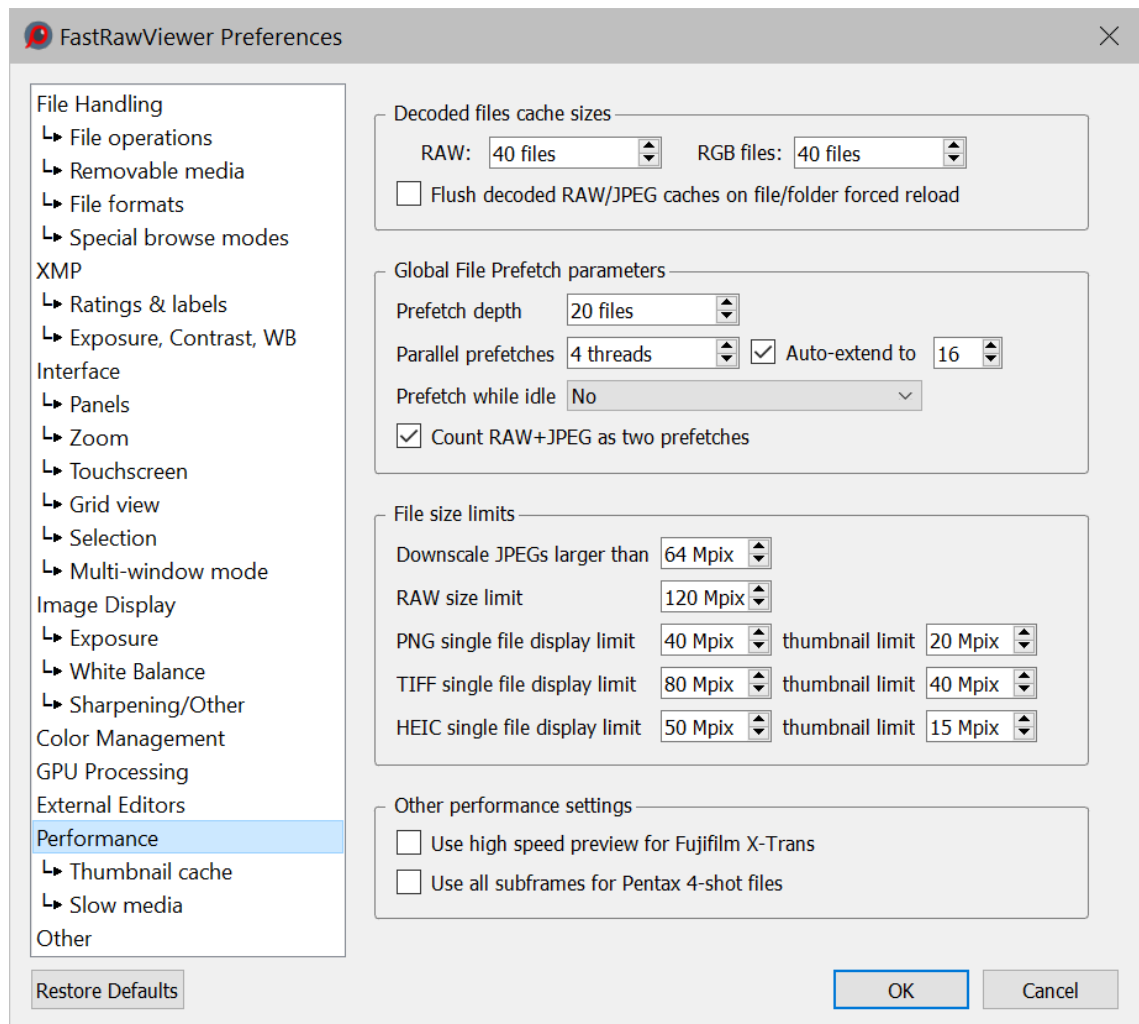 FastRawViewer Preferences
File Handling
File operations
Removable media
File formats
Special browse modes
XMP
Ratings & labels
Exposure, Contrast, WB
Interface
Panels
Zoom
Touchscreen
Grid view
Selection
Multi-window mode
Image Display
Exposure
White Balance
Sharpening/Other
Color Management
GPU Processing
External Editors
Performance
Thumbnail cache
Slow media
Other
Decoded files cache sizes
RAW: 40 files RGB files: 40 files
Flush decoded RAW/JPEG caches on file/folder forced reload
Global File Prefetch parameters
Prefetch depth 20 files
Parallel prefetches 4 threads Auto-extend to 16
Prefetch while idle No
Count RAW+JPEG as two prefetches
File size limits
Downscale JPEGs larger than 64 Mpix
RAW size limit 120 Mpix
PNG single file display limit 40 Mpix thumbnail limit 20 Mpix
TIFF single file display limit 80 Mpix thumbnail limit 40 Mpix
HEIC single file display limit 50 Mpix thumbnail limit 15 Mpix
Other performance settings
Use high speed preview for Fujifilm X-Trans
Use all subframes for Pentax 4-shot files
Restore Defaults OK Cancel